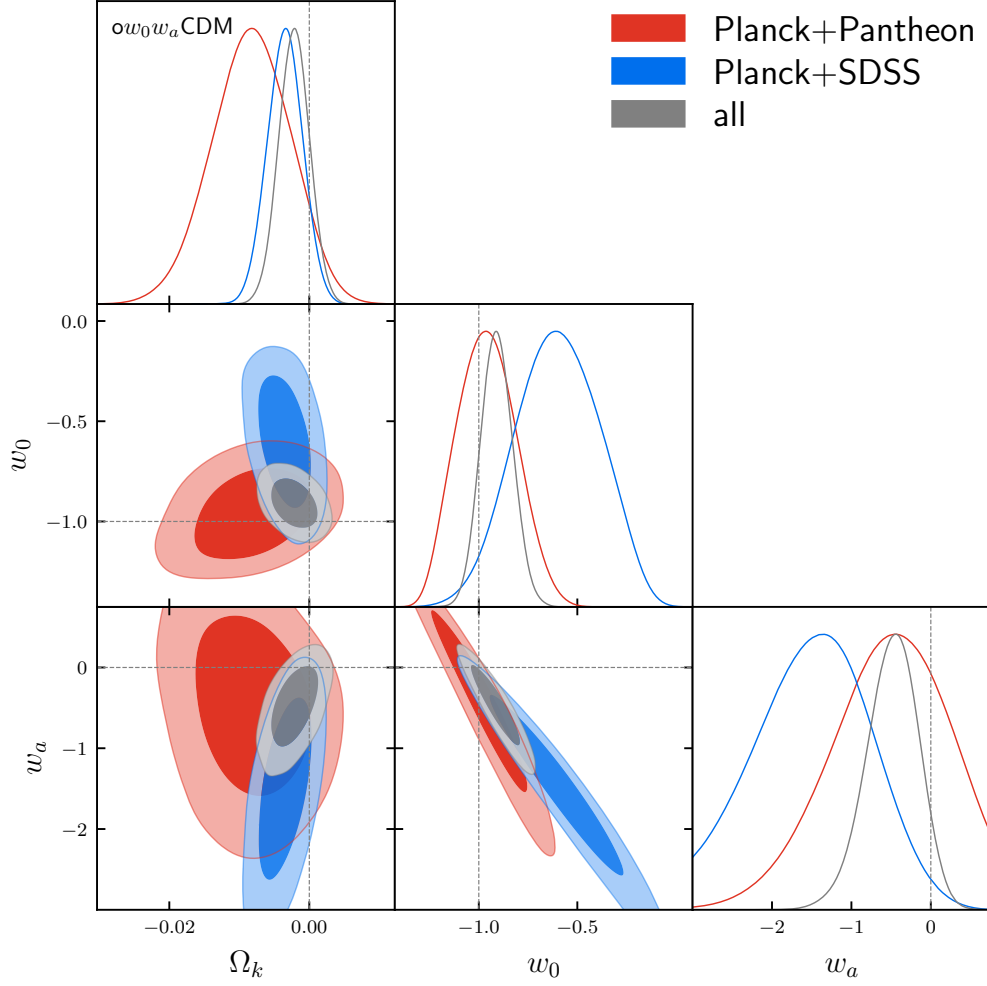 ow₀wₐCDM
Planck+Pantheon
Planck+SDSS
all
0.0
−0.5
−1.0
w₀
0
−1
−2
wₐ
−0.02 0.00
−1.0 −0.5
−2 −1 0
Ωₖ w₀ wₐ